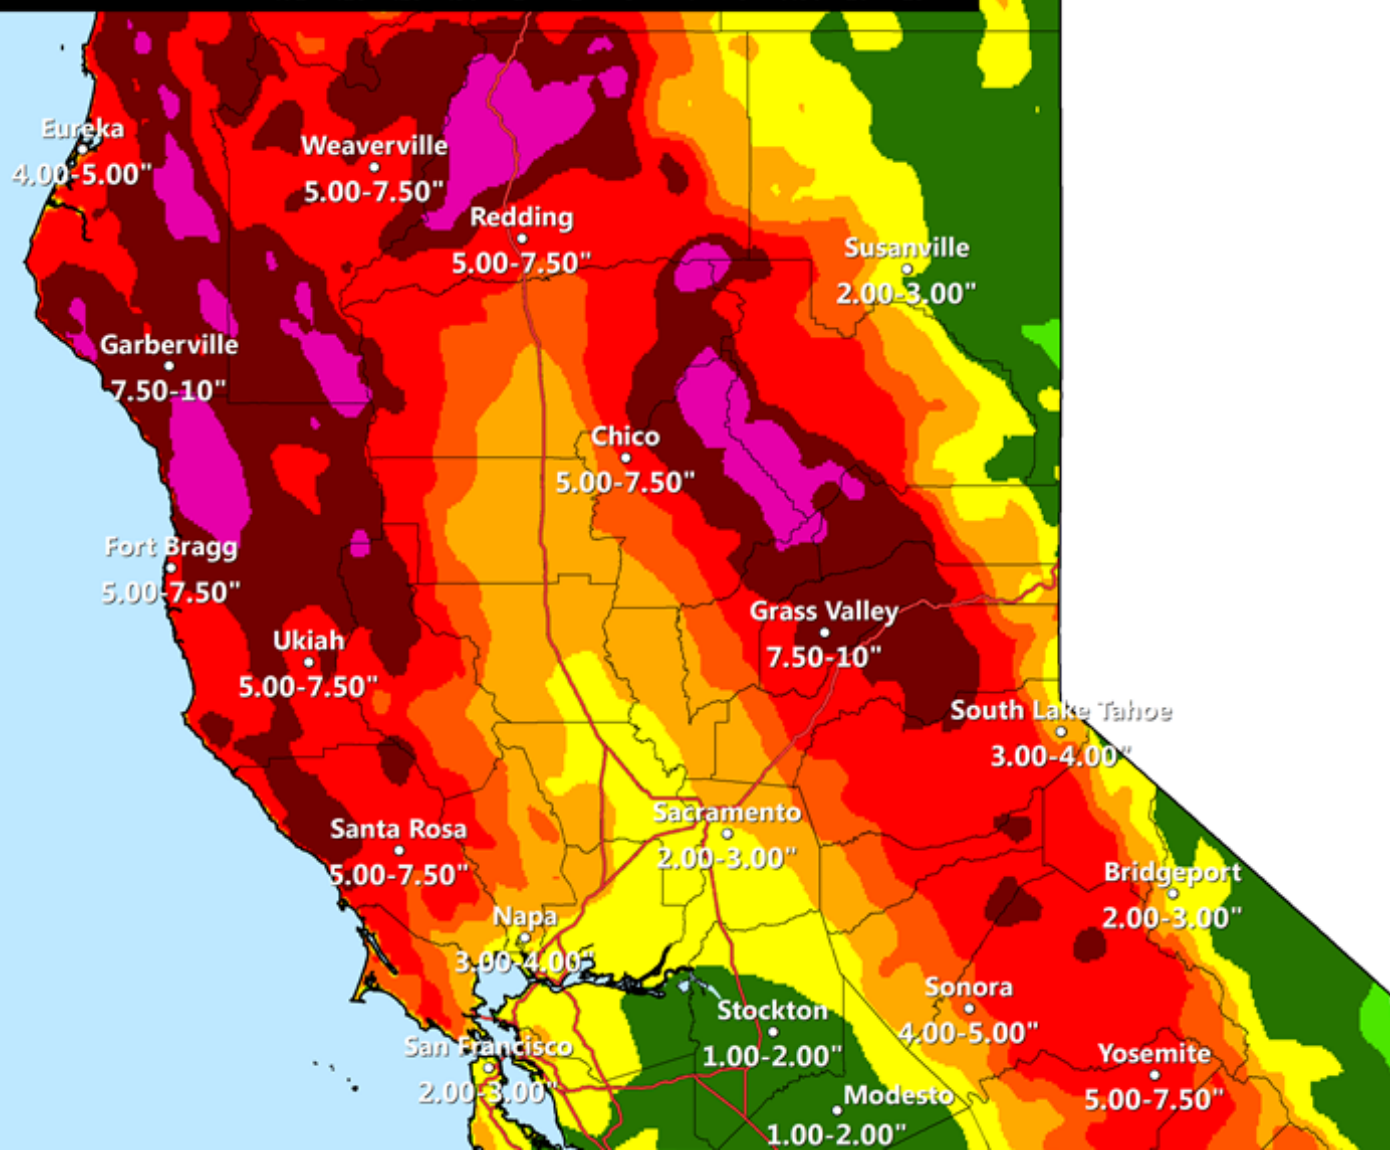 Eureka
4.00-5.00"
Weaverville
5.00-7.50"
Redding
5.00-7.50"
Susanville
2.00-3.00"
Garberville
7.50-10"
Chico
5.00-7.50"
Fort Bragg
5.00-7.50"
Grass Valley
7.50-10"
Ukiah
5.00-7.50"
South Lake Tahoe
3.00-4.00"
Sacramento
2.00-3.00"
Santa Rosa
5.00-7.50"
Bridgeport
2.00-3.00"
Napa
3.00-4.00"
Sonora
4.00-5.00"
Stockton
1.00-2.00"
San Francisco
2.00-3.00"
Yosemite
5.00-7.50"
Modesto
1.00-2.00"